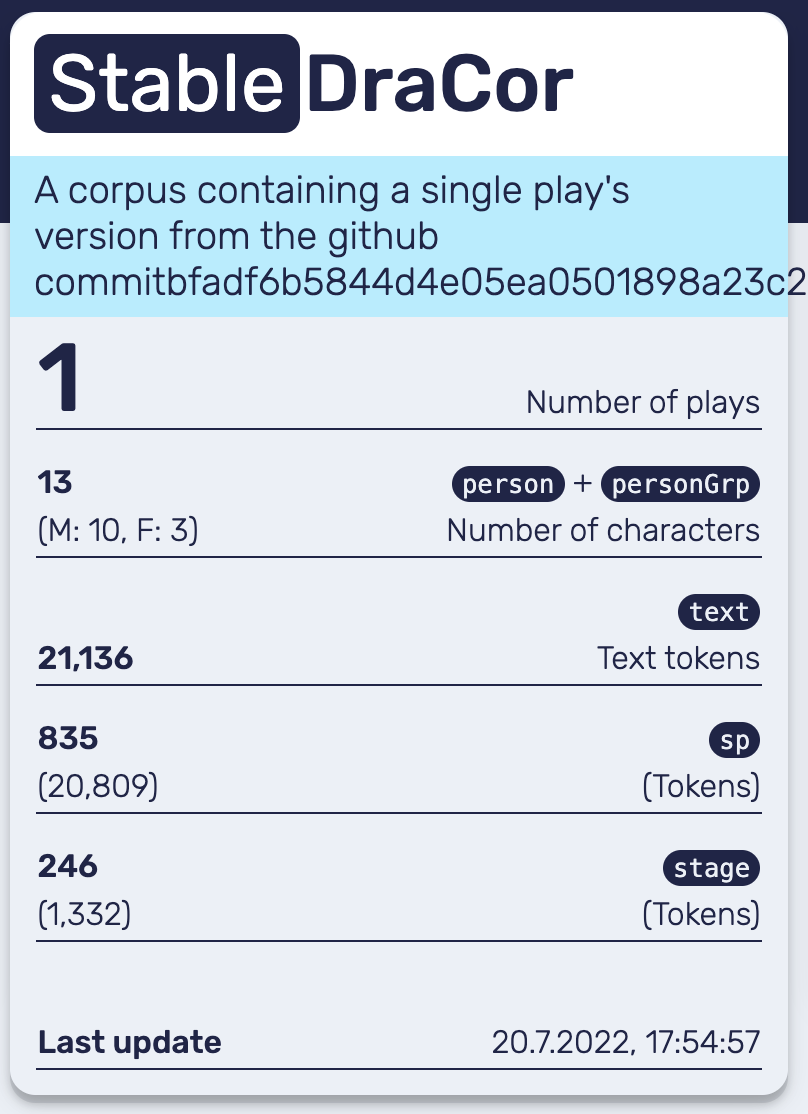 Stable DraCor
A corpus containing a single play's
version from the github
commitbfadf6b5844d4e05ea0501898a23c2
1 Number of plays
13 person + personGrp
(M: 10, F: 3) Number of characters
text
21,136 Text tokens
835 sp
(20,809) (Tokens)
246 stage
(1,332) (Tokens)
Last update 20.7.2022, 17:54:57